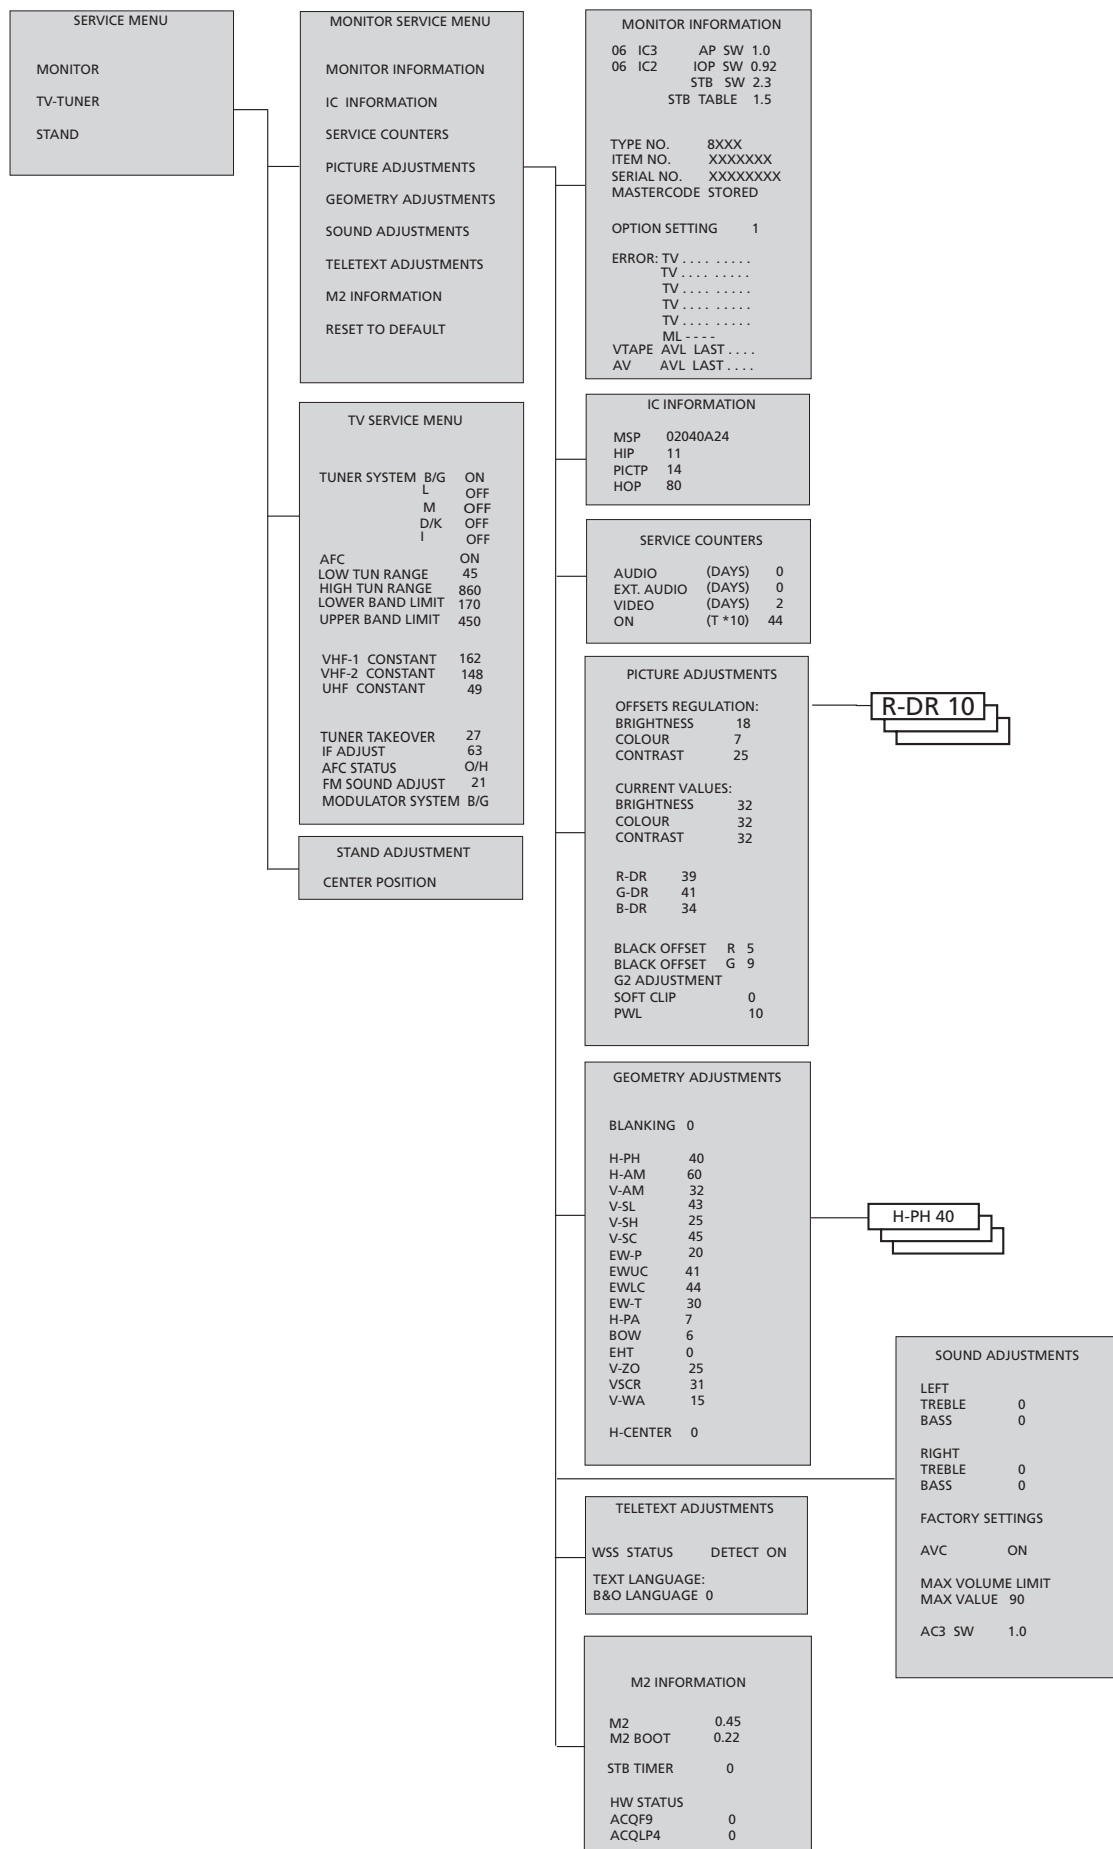 SERVICE MENU
MONITOR
TV-TUNER
STAND
MONITOR SERVICE MENU
MONITOR INFORMATION
IC INFORMATION
SERVICE COUNTERS
PICTURE ADJUSTMENTS
GEOMETRY ADJUSTMENTS
SOUND ADJUSTMENTS
TELETEXT ADJUSTMENTS
M2 INFORMATION
RESET TO DEFAULT
TV SERVICE MENU
TUNER SYSTEM B/G ON
L OFF
M OFF
D/K OFF
I OFF
AFC ON
LOW TUN RANGE 45
HIGH TUN RANGE 860
LOWER BAND LIMIT 170
UPPER BAND LIMIT 450
VHF-1 CONSTANT 162
VHF-2 CONSTANT 148
UHF CONSTANT 49
TUNER TAKEOVER 27
IF ADJUST 63
AFC STATUS O/H
FM SOUND ADJUST 21
MODULATOR SYSTEM B/G
STAND ADJUSTMENT
CENTER POSITION
MONITOR INFORMATION
06 IC3 AP SW 1.0
06 IC2 IOP SW 0.92
STB SW 2.3
STB TABLE 1.5
TYPE NO. 8XXX
ITEM NO. XXXXXXX
SERIAL NO. XXXXXXXX
MASTERCODE STORED
OPTION SETTING 1
ERROR: TV . . . . . . . . .
TV . . . . . . . . .
TV . . . . . . . . .
TV . . . . . . . . .
TV . . . . . . . . .
ML - - - -
VTAPE AVL LAST . . . .
AV AVL LAST . . . .
IC INFORMATION
MSP 02040A24
HIP 11
PICTP 14
HOP 80
SERVICE COUNTERS
AUDIO (DAYS) 0
EXT. AUDIO (DAYS) 0
VIDEO (DAYS) 2
ON (T *10) 44
PICTURE ADJUSTMENTS
OFFSETS REGULATION:
BRIGHTNESS 18
COLOUR 7
CONTRAST 25
CURRENT VALUES:
BRIGHTNESS 32
COLOUR 32
CONTRAST 32
R-DR 39
G-DR 41
B-DR 34
BLACK OFFSET R 5
BLACK OFFSET G 9
G2 ADJUSTMENT
SOFT CLIP 0
PWL 10
R-DR 10
GEOMETRY ADJUSTMENTS
BLANKING 0
H-PH 40
H-AM 60
V-AM 32
V-SL 43
V-SH 25
V-SC 45
EW-P 20
EWUC 41
EWLC 44
EW-T 30
H-PA 7
BOW 6
EHT 0
V-ZO 25
VSCR 31
V-WA 15
H-CENTER 0
H-PH 40
SOUND ADJUSTMENTS
LEFT
TREBLE 0
BASS 0
RIGHT
TREBLE 0
BASS 0
FACTORY SETTINGS
AVC ON
MAX VOLUME LIMIT
MAX VALUE 90
AC3 SW 1.0
TELETEXT ADJUSTMENTS
WSS STATUS DETECT ON
TEXT LANGUAGE:
B&O LANGUAGE 0
M2 INFORMATION
M2 0.45
M2 BOOT 0.22
STB TIMER 0
HW STATUS
ACQF9 0
ACQLP4 0